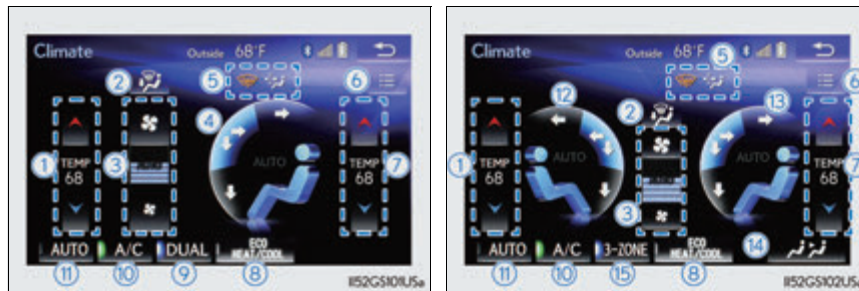 Climate
Outside 68°F
2
5
6
4
1
3
7
TEMP
68
AUTO
TEMP
68
AUTO
A/C
DUAL
ECO
HEAT/COOL
11
10
9
8
1152GS101USa
Climate
Outside 68°F
5
12
2
13
6
1
7
TEMP
68
AUTO
AUTO
TEMP
68
3
AUTO
A/C
3-ZONE
ECO
HEAT/COOL
14
11
10
15
8
1152GS102USa